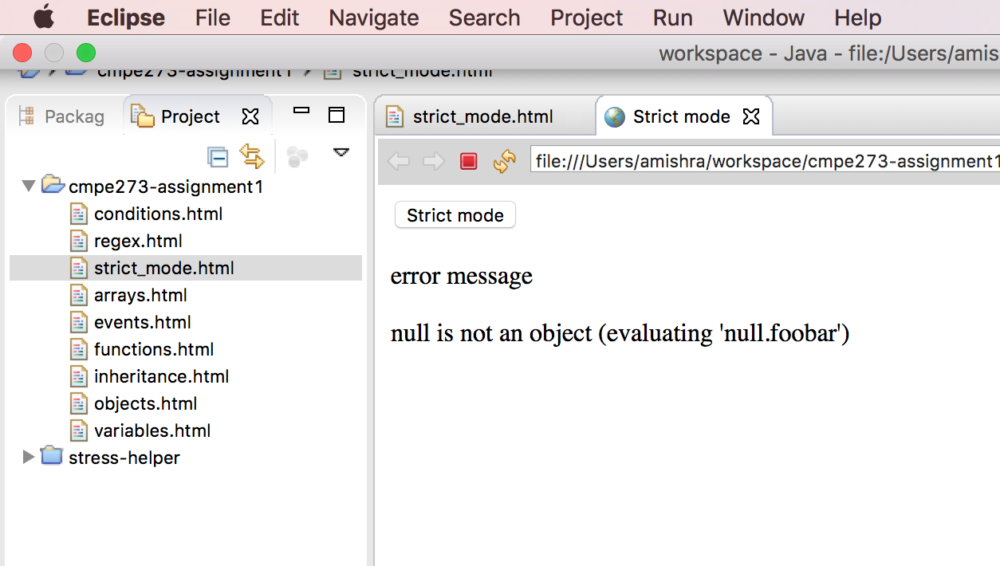 Eclipse File Edit Navigate Search Project Run Window Help
workspace - Java - file:/Users/amis
cmpe273-assignment1 strict_mode.html
Packag Project
strict_mode.html Strict mode
file:///Users/amishra/workspace/cmpe273-assignment1
cmpe273-assignment1
conditions.html
regex.html
strict_mode.html
arrays.html
events.html
functions.html
inheritance.html
objects.html
variables.html
stress-helper
Strict mode
error message
null is not an object (evaluating 'null.foobar')